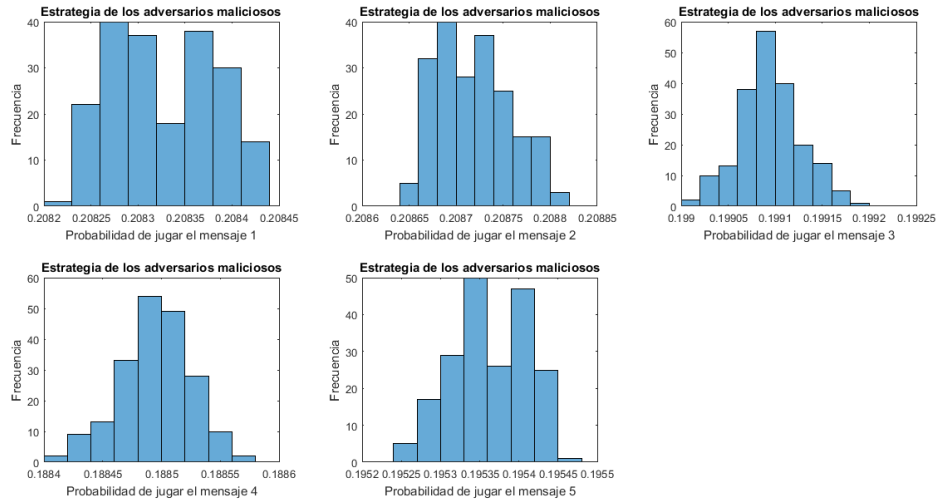 Estrategia de los adversarios maliciosos
Frecuencia
40
30
20
10
0
0.2082 0.20825 0.2083 0.20835 0.2084 0.20845
Probabilidad de jugar el mensaje 1
Estrategia de los adversarios maliciosos
Frecuencia
40
30
20
10
0
0.2086 0.20865 0.2087 0.20875 0.2088 0.20885
Probabilidad de jugar el mensaje 2
Estrategia de los adversarios maliciosos
Frecuencia
60
50
40
30
20
10
0
0.199 0.19905 0.1991 0.19915 0.1992 0.19925
Probabilidad de jugar el mensaje 3
Estrategia de los adversarios maliciosos
Frecuencia
60
50
40
30
20
10
0
0.1884 0.18845 0.1885 0.18855 0.1886
Probabilidad de jugar el mensaje 4
Estrategia de los adversarios maliciosos
Frecuencia
50
40
30
20
10
0
0.1952 0.19525 0.1953 0.19535 0.1954 0.19545 0.1955
Probabilidad de jugar el mensaje 5